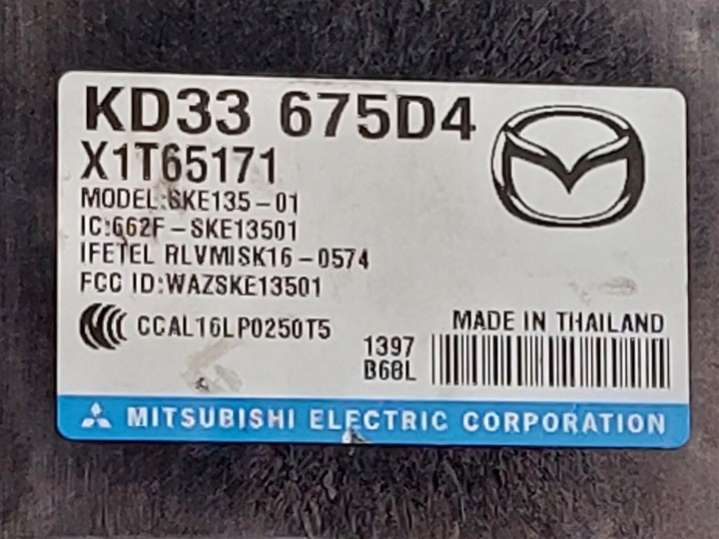 KD33 675D4
X1T65171
MODEL:SKE135-01
IC:662F-SKE13501
IFETEL RLVMISK16-0574
FCC ID:WAZSKE13501
CCAL16LP0250T5
MADE IN THAILAND
1397
B68L
MITSUBISHI ELECTRIC CORPORATION